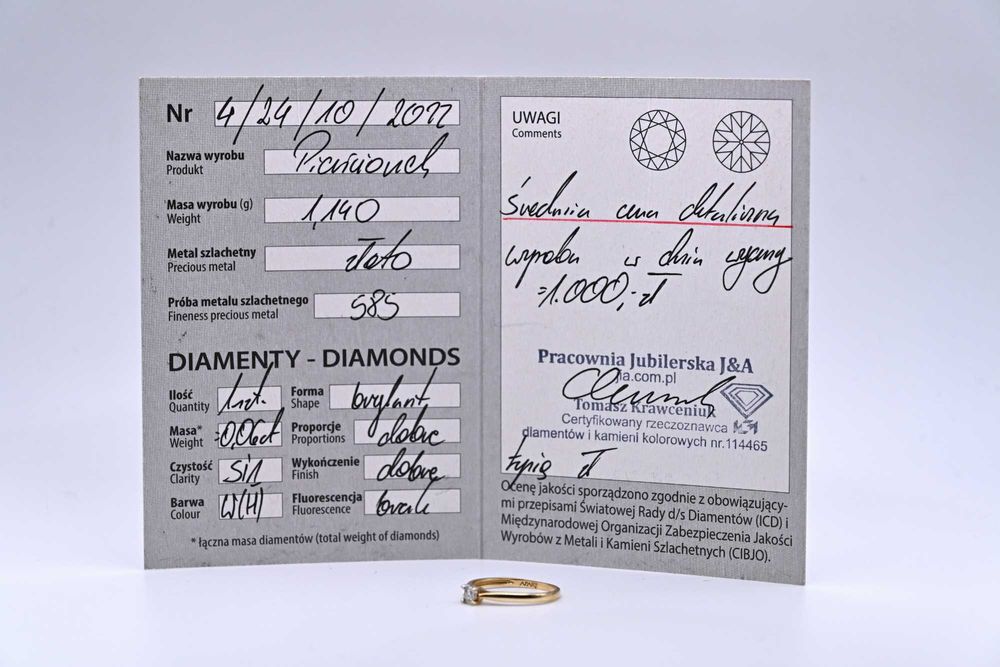 Nr 4/24/10/2022
Nazwa wyrobu Pierścionek
Produkt
Masa wyrobu (g) 1,140
Weight
Metal szlachetny złoto
Precious metal
Próba metalu szlachetnego 585
Fineness precious metal
DIAMENTY - DIAMONDS
Ilość 1szt. Forma brylant
Quantity Shape
Masa* =0,06ct Proporcje dobre
Weight Proportions
Czystość SI1 Wykończenie dobre
Clarity Finish
Barwa W(H) Fluorescencja brak
Colour Fluorescence
* łączna masa diamentów (total weight of diamonds)
UWAGI
Comments
Średnia cena detaliczna
wyrobu w dniu wyceny
=1.000,- zł
Pracownia Jubilerska J&A
ja.com.pl
Tomasz Krawceniuk
Certyfikowany rzeczoznawca
diamentów i kamieni kolorowych nr.114465
tysiąc zł
Ocenę jakości sporządzono zgodnie z obowiązujący-
mi przepisami Światowej Rady d/s Diamentów (ICD) i
Międzynarodowej Organizacji Zabezpieczenia Jakości
Wyrobów z Metali i Kamieni Szlachetnych (CIBJO).